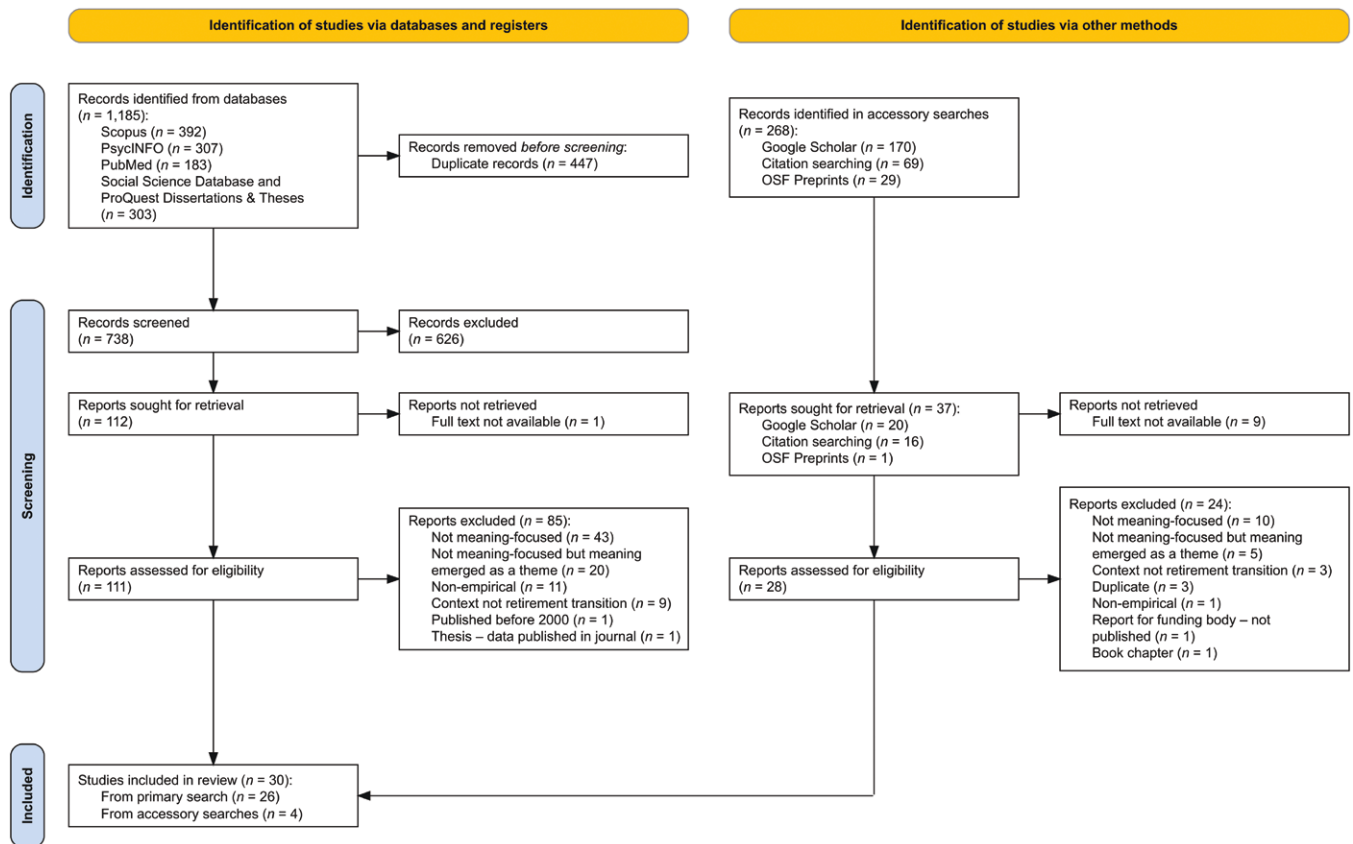 Identification of studies via databases and registers
Identification of studies via other methods
Identification
Records identified from databases
(n = 1,185):
Scopus (n = 392)
PsycINFO (n = 307)
PubMed (n = 183)
Social Science Database and
ProQuest Dissertations & Theses
(n = 303)
Records removed before screening:
Duplicate records (n = 447)
Records identified in accessory searches
(n = 268):
Google Scholar (n = 170)
Citation searching (n = 69)
OSF Preprints (n = 29)
Screening
Records screened
(n = 738)
Records excluded
(n = 626)
Reports sought for retrieval
(n = 112)
Reports not retrieved
Full text not available (n = 1)
Reports sought for retrieval (n = 37):
Google Scholar (n = 20)
Citation searching (n = 16)
OSF Preprints (n = 1)
Reports not retrieved
Full text not available (n = 9)
Reports assessed for eligibility
(n = 111)
Reports excluded (n = 85):
Not meaning-focused (n = 43)
Not meaning-focused but meaning
emerged as a theme (n = 20)
Non-empirical (n = 11)
Context not retirement transition (n = 9)
Published before 2000 (n = 1)
Thesis – data published in journal (n = 1)
Reports assessed for eligibility
(n = 28)
Reports excluded (n = 24):
Not meaning-focused (n = 10)
Not meaning-focused but meaning
emerged as a theme (n = 5)
Context not retirement transition (n = 3)
Duplicate (n = 3)
Non-empirical (n = 1)
Report for funding body – not
published (n = 1)
Book chapter (n = 1)
Included
Studies included in review (n = 30):
From primary search (n = 26)
From accessory searches (n = 4)